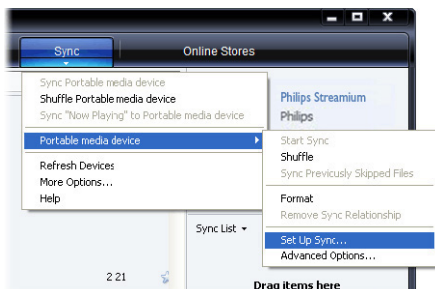 Sync
Online Stores
Sync Portable media device
Shuffle Portable media device
Sync "Now Playing" to Portable media device
Portable media device
Refresh Devices
More Options...
Help
Philips Streamium
Philips
Start Sync
Shuffle
Sync Previously Skipped Files
Format
Remove Sync Relationship
Set Up Sync...
Advanced Options...
Sync List
2 21
Drag items here